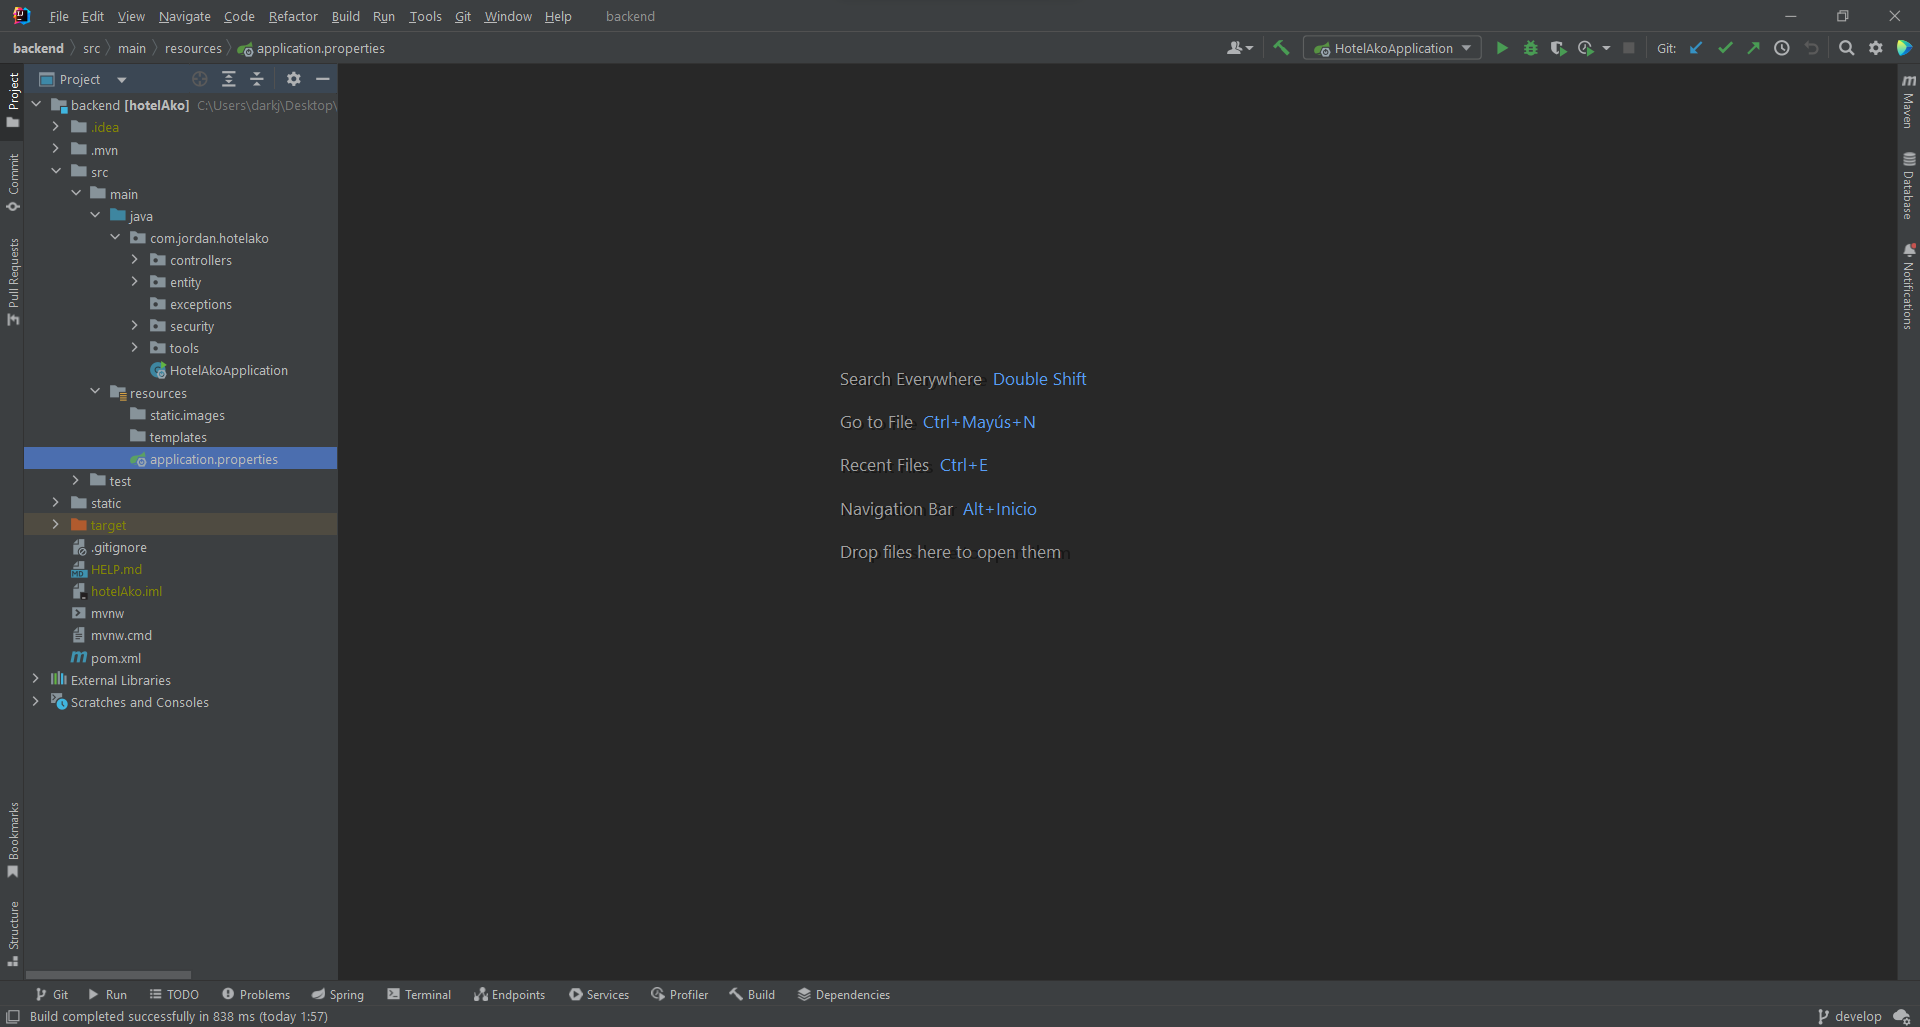 File Edit View Navigate Code Refactor Build Run Tools Git Window Help backend
backend src main resources application.properties HotelAkoApplication Git:
Project
Project
Commit
Pull Requests
Bookmarks
Structure
backend [hotelAko] C:\Users\darkj\Desktop\
.idea
.mvn
src
main
java
com.jordan.hotelako
controllers
entity
exceptions
security
tools
HotelAkoApplication
resources
static.images
templates
application.properties
test
static
target
.gitignore
HELP.md
hotelAko.iml
mvnw
mvnw.cmd
pom.xml
External Libraries
Scratches and Consoles
Search Everywhere Double Shift
Go to File Ctrl+Mayús+N
Recent Files Ctrl+E
Navigation Bar Alt+Inicio
Drop files here to open them
Maven
Database
Notifications
Git Run TODO Problems Spring Terminal Endpoints Services Profiler Build Dependencies
Build completed successfully in 838 ms (today 1:57) develop